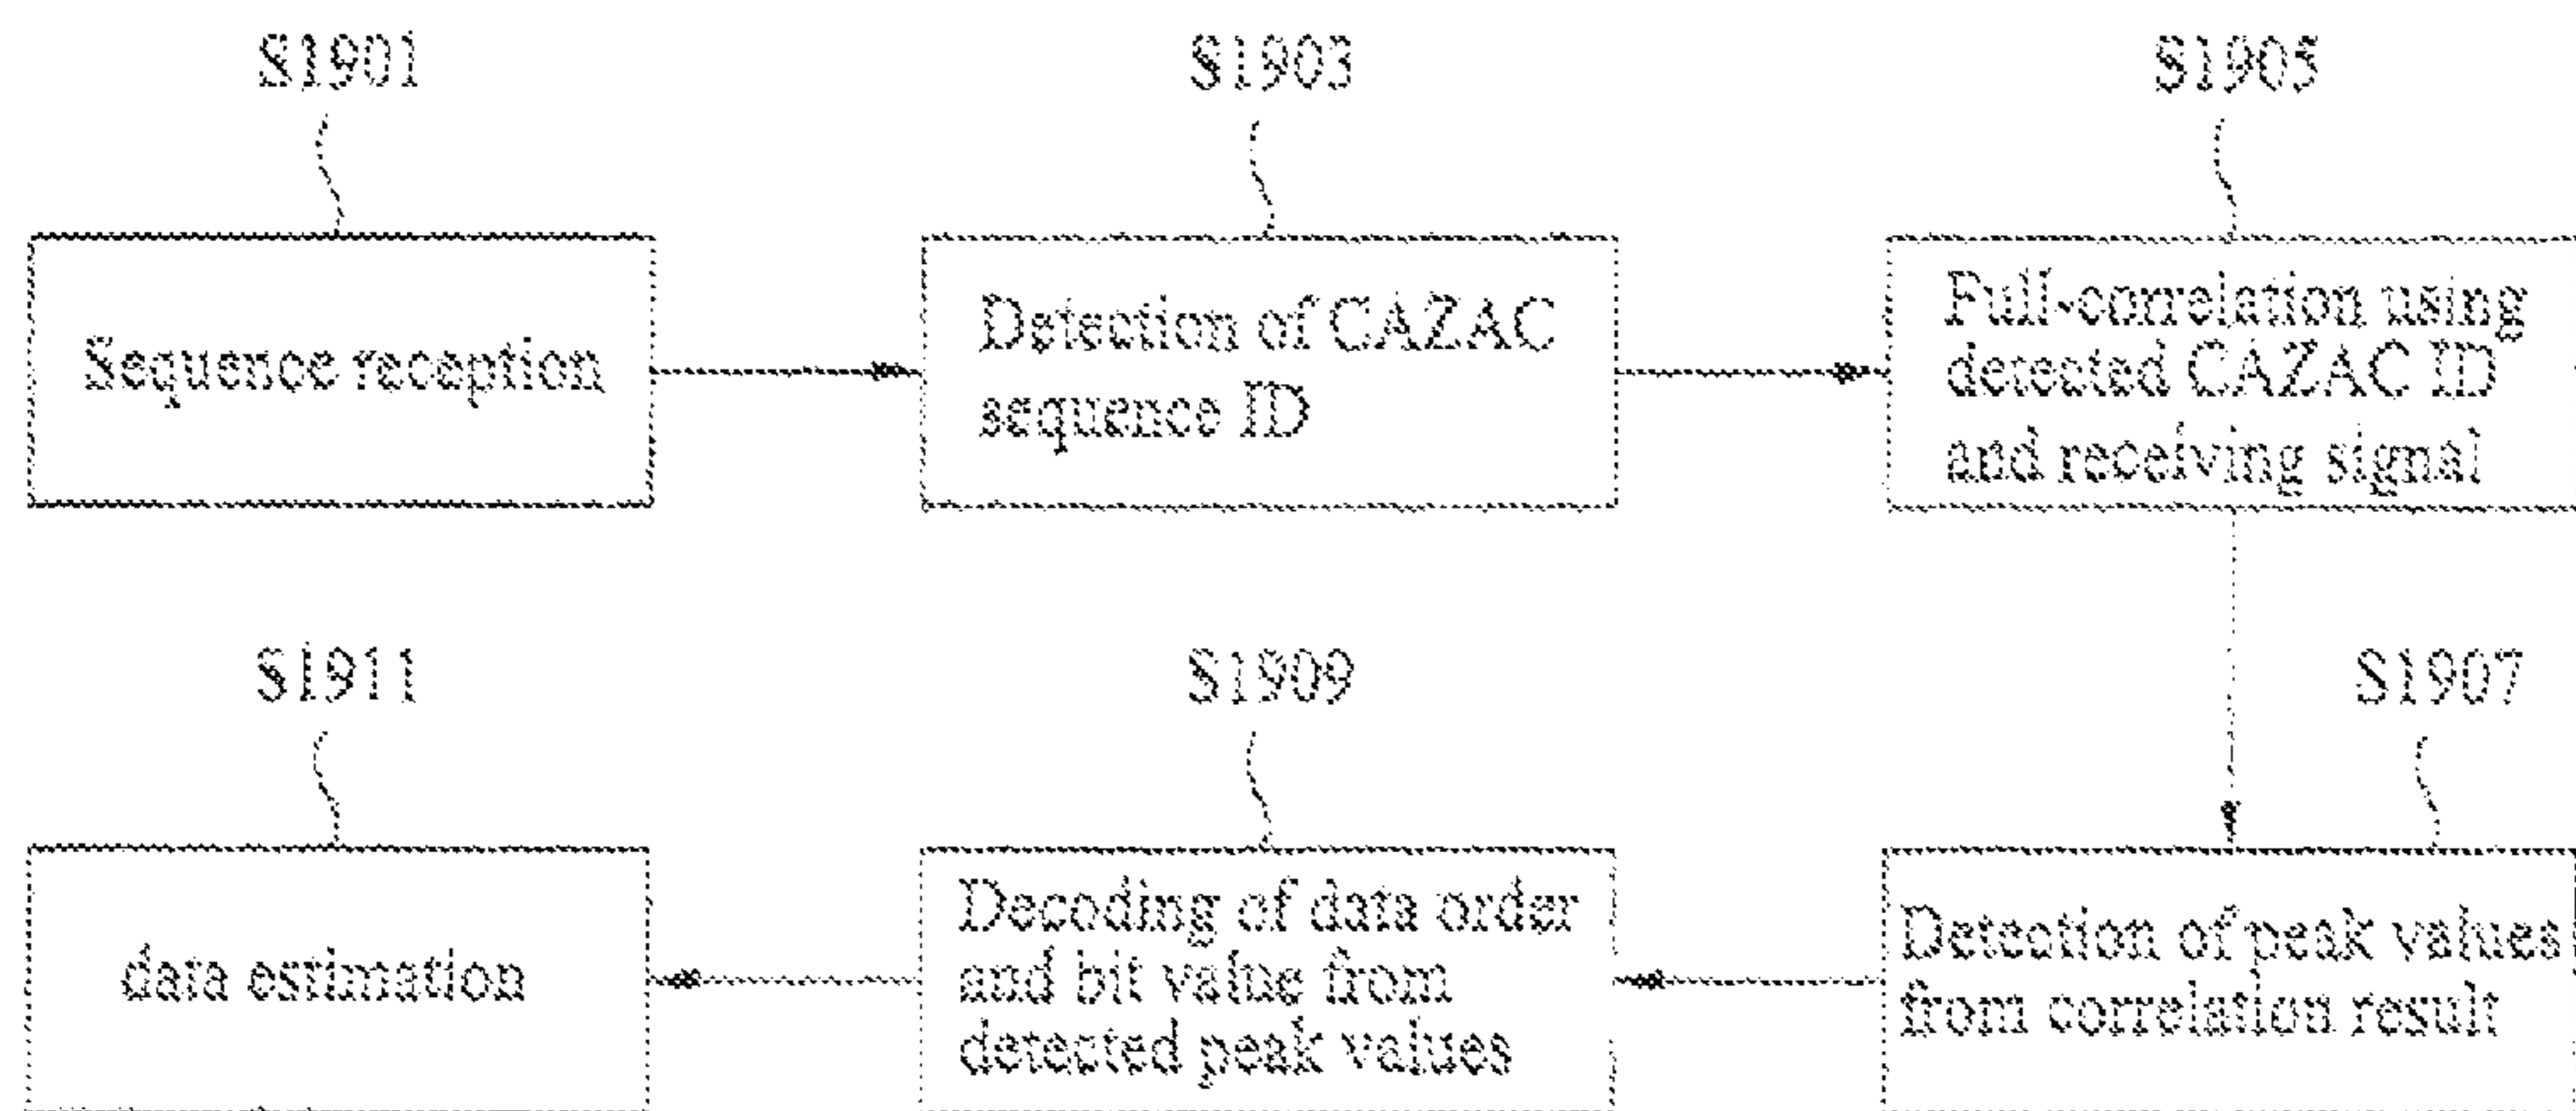 S1901
S1903
S1905
Sequence reception
Detection of CAZAC
sequence ID
Full-correlation using
detected CAZAC ID
and receiving signal
S1911
S1909
S1907
data estimation
Decoding of data order
and bit value from
detected peak values
Detection of peak values
from correlation result